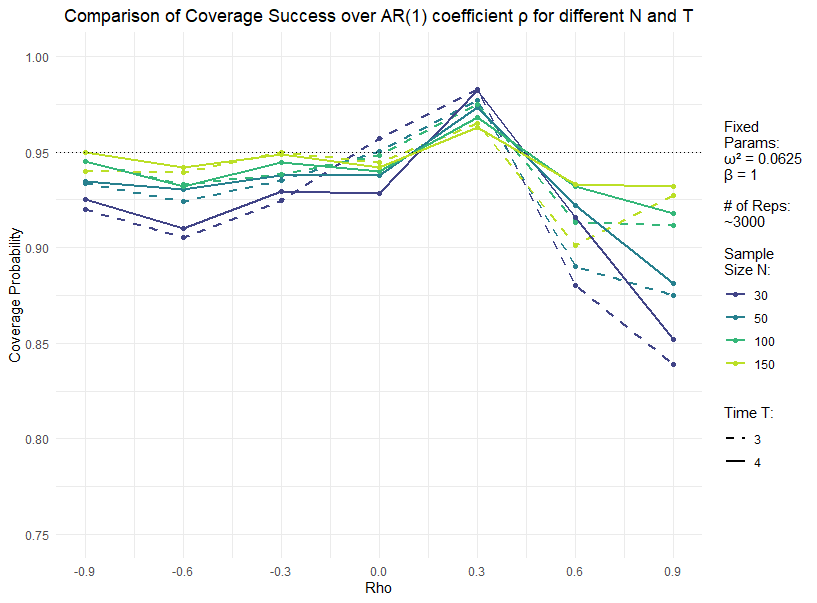 Comparison of Coverage Success over AR(1) coefficient ρ for different N and T
1.00
0.95
0.90
0.85
0.80
0.75
Coverage Probability
-0.9 -0.6 -0.3 0.0 0.3 0.6 0.9
Rho
Fixed
Params:
ω² = 0.0625
β = 1
# of Reps:
~3000
Sample
Size N:
30
50
100
150
Time T:
3
4